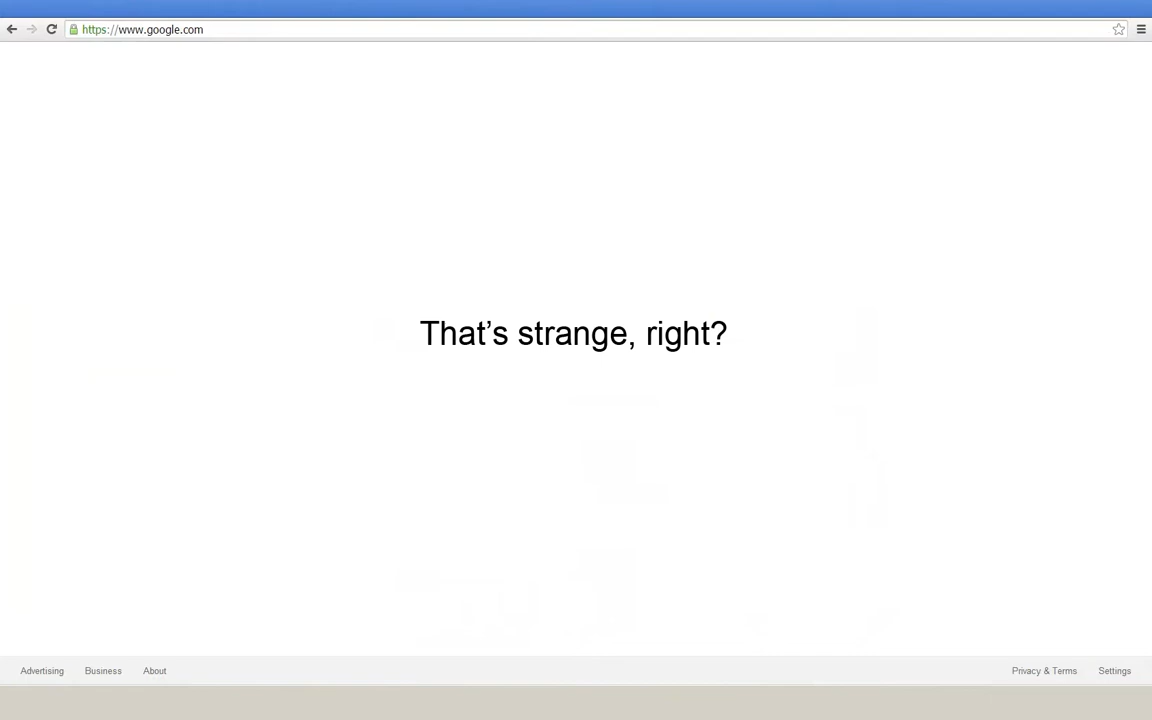 https://www.google.com
That’s strange, right?
Advertising Business About Privacy & Terms Settings